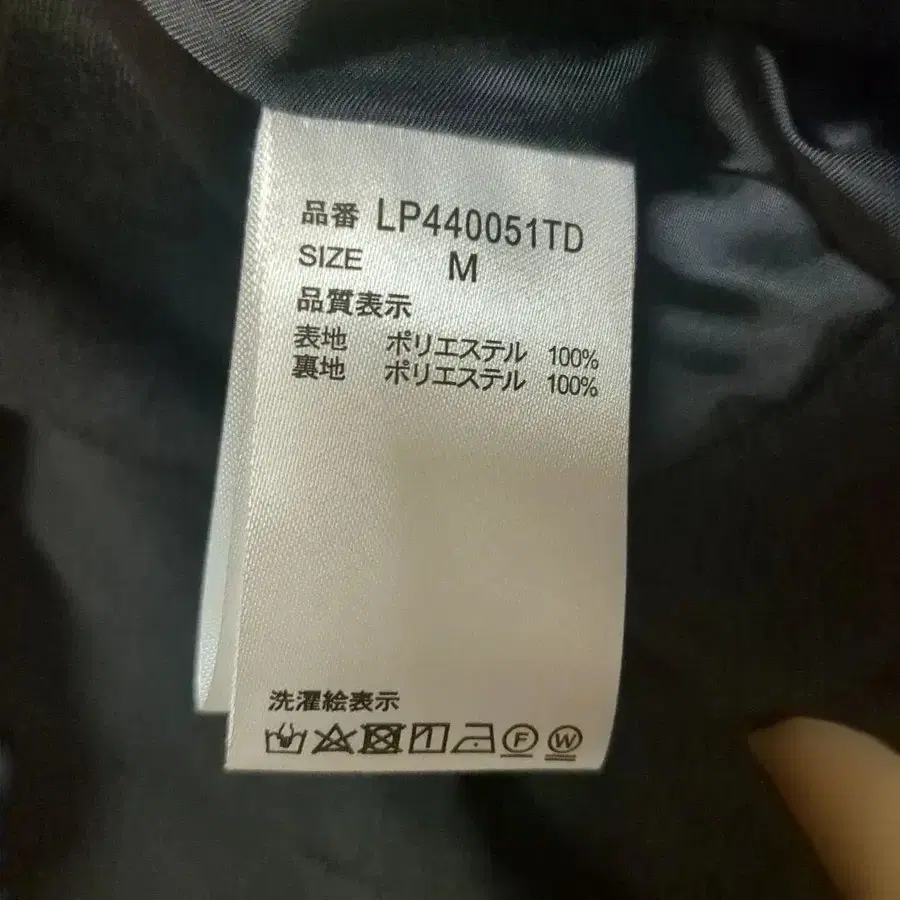 品番 LP440051TD
SIZE M
品質表示
表地 ポリエステル 100%
裏地 ポリエステル 100%
洗濯絵表示
F W